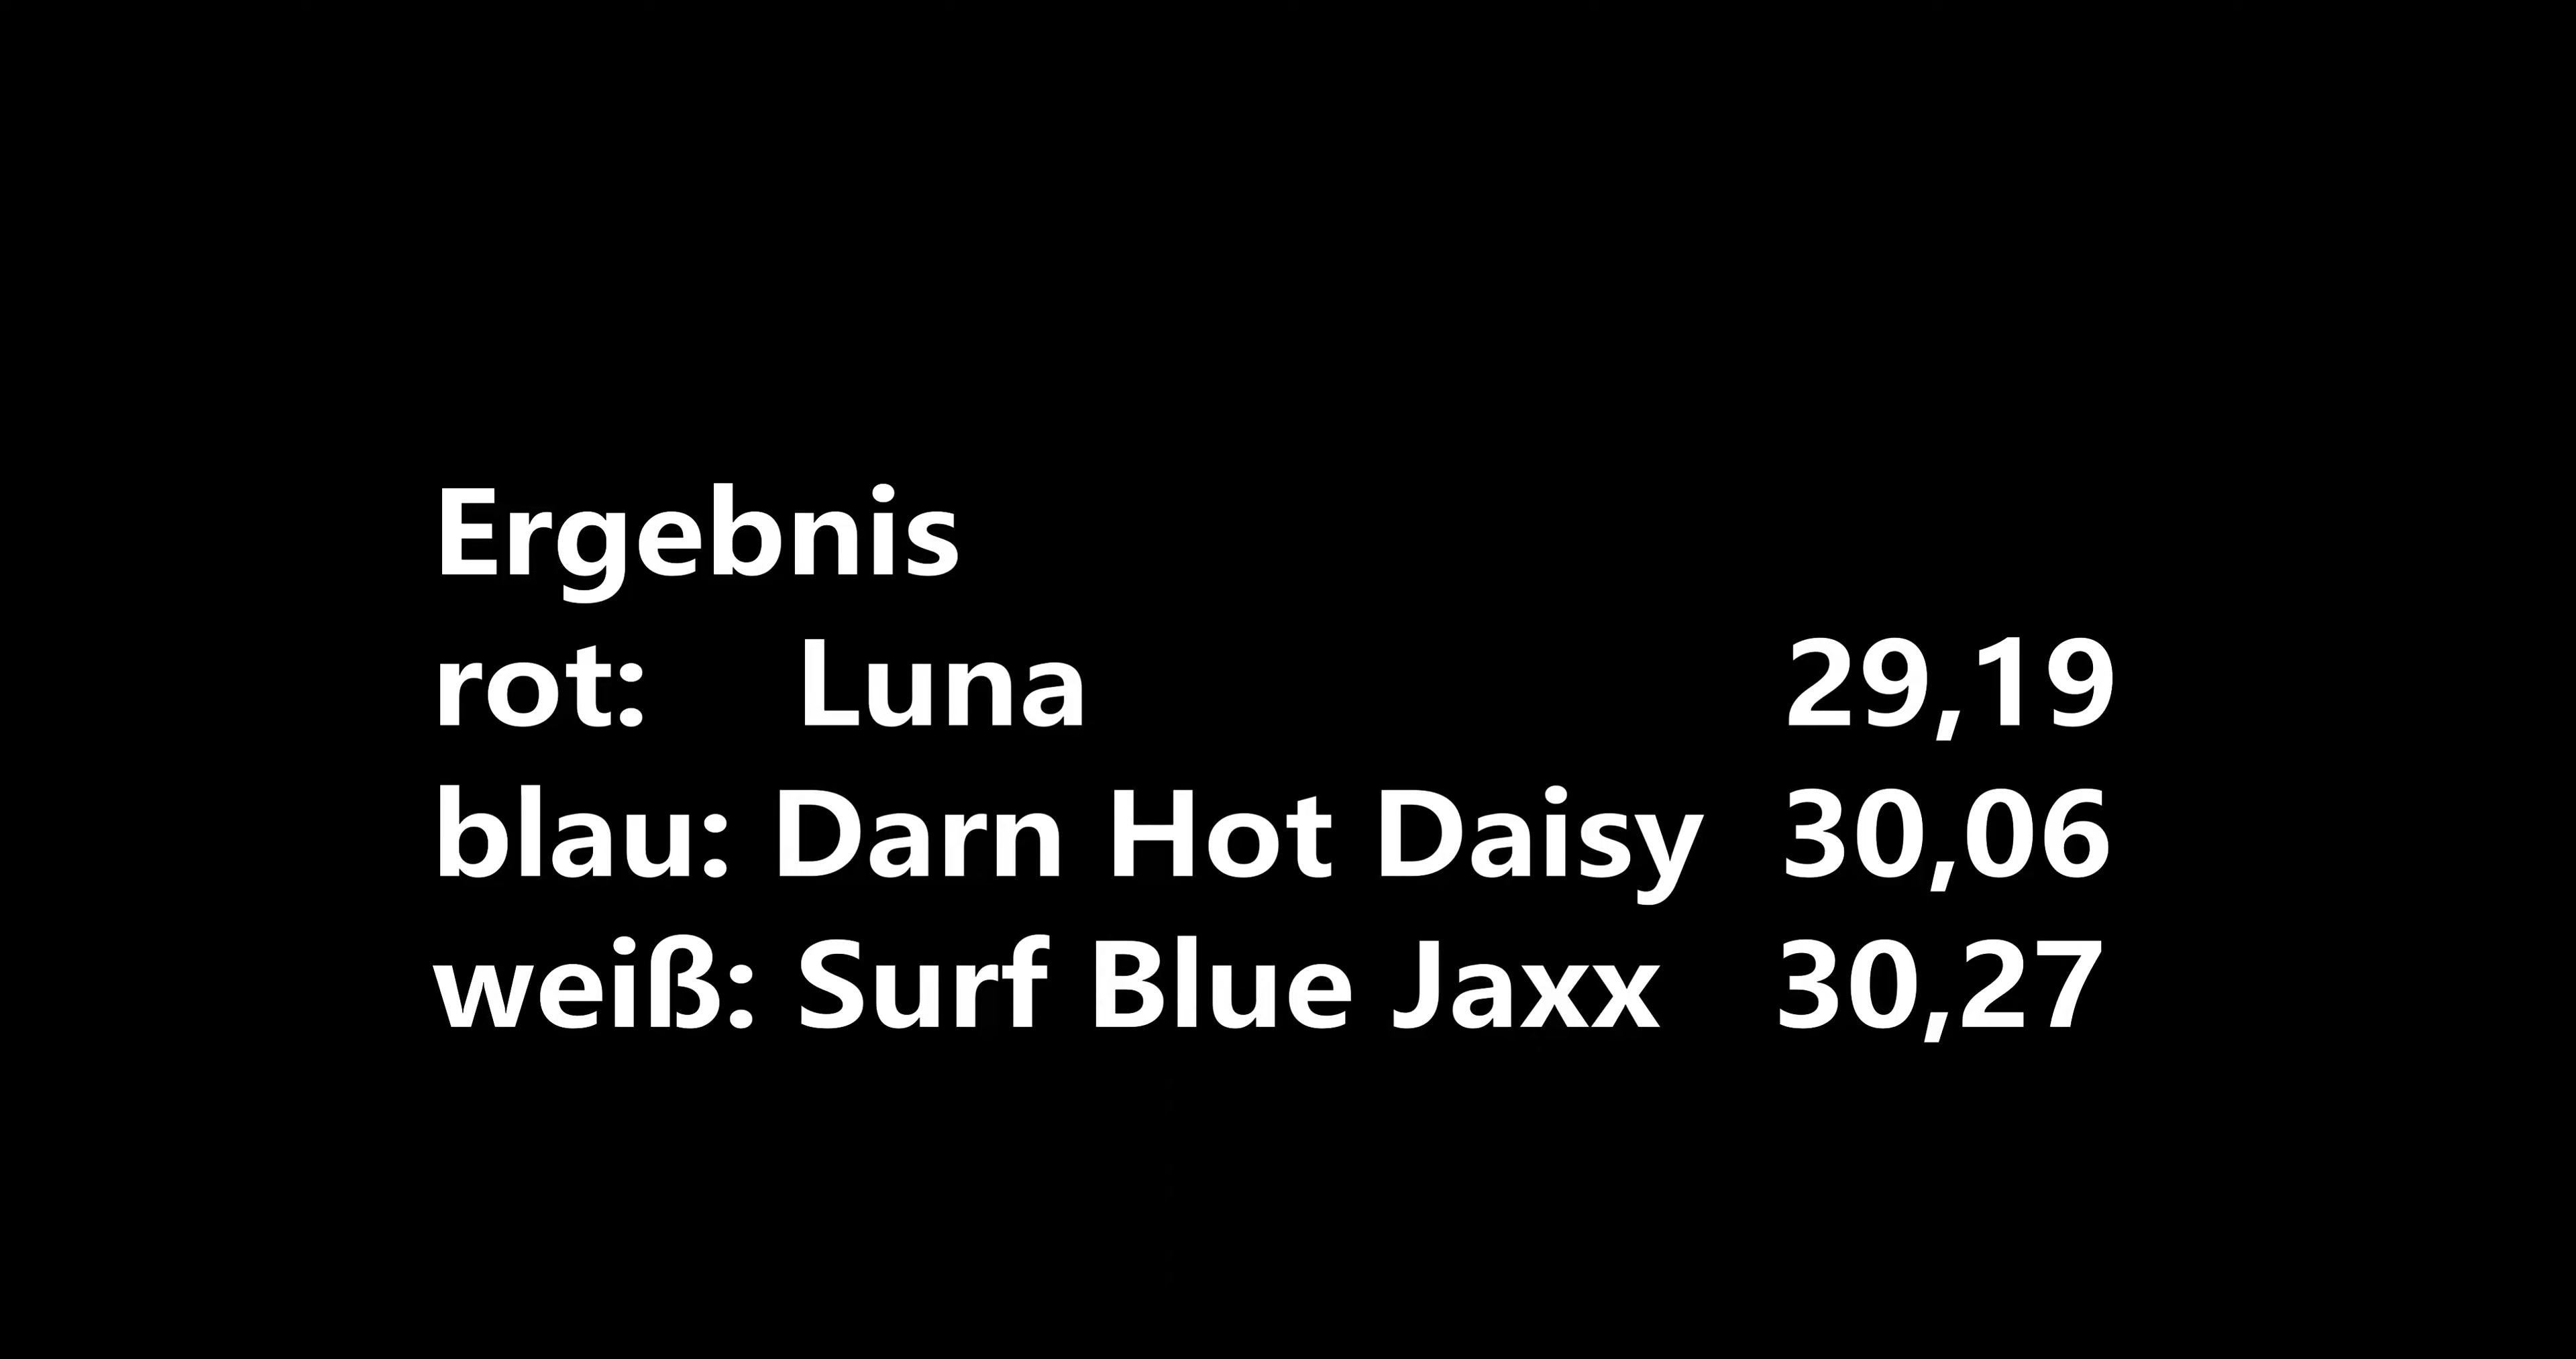 Ergebnis
rot: Luna 29,19
blau: Darn Hot Daisy 30,06
weiß: Surf Blue Jaxx 30,27